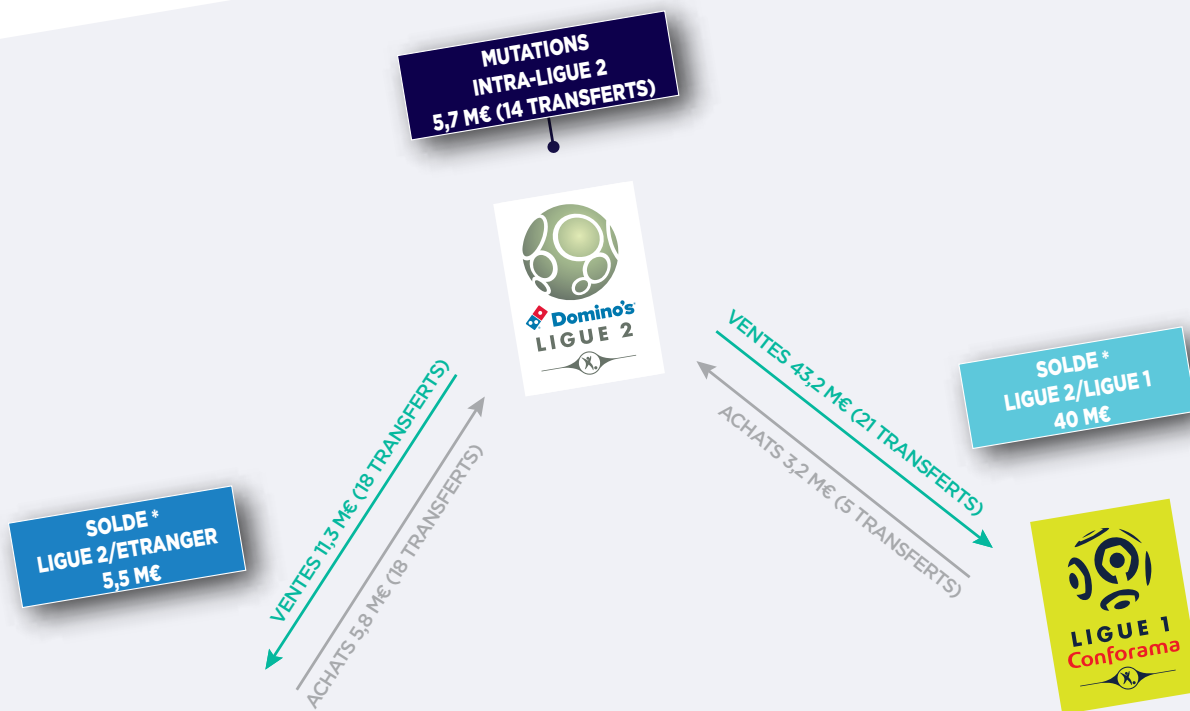 MUTATIONS
INTRA-LIGUE 2
5,7 M€ (14 TRANSFERTS)
Domino's
LIGUE 2
VENTES 43,2 M€ (21 TRANSFERTS)
ACHATS 3,2 M€ (5 TRANSFERTS)
SOLDE *
LIGUE 2/LIGUE 1
40 M€
VENTES 11,3 M€ (18 TRANSFERTS)
ACHATS 5,8 M€ (18 TRANSFERTS)
SOLDE *
LIGUE 2/ETRANGER
5,5 M€
LIGUE 1
Conforama